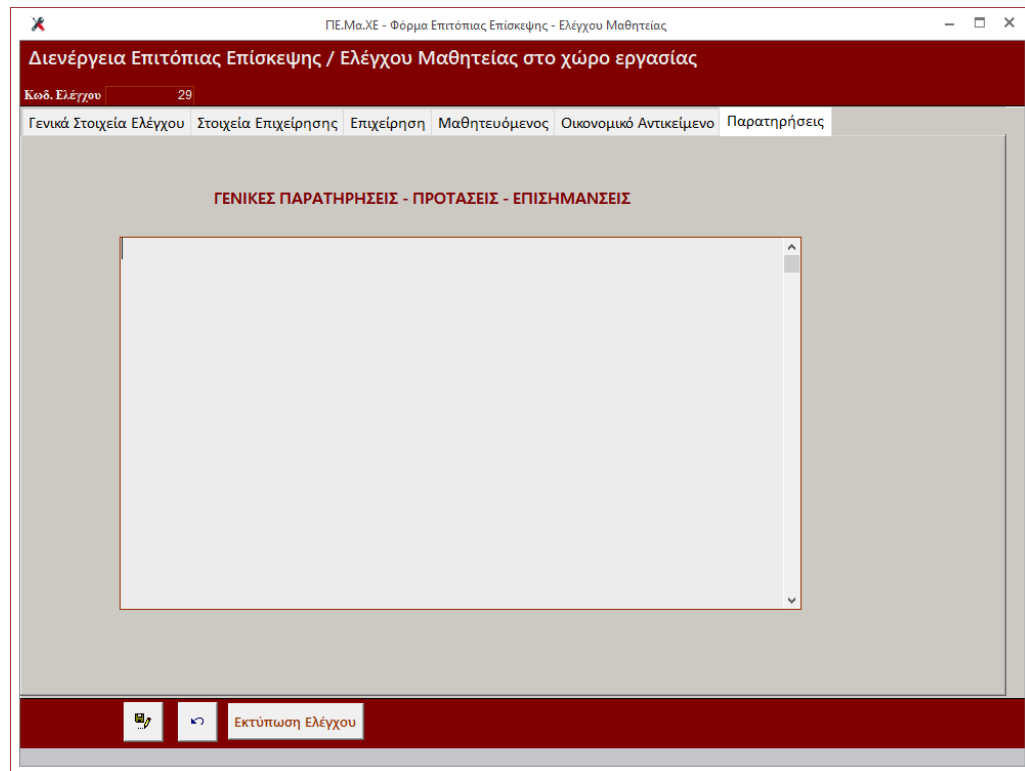 ΠΕ.Μα.ΧΕ - Φόρμα Επιτόπιας Επίσκεψης - Ελέγχου Μαθητείας
Διενέργεια Επιτόπιας Επίσκεψης / Ελέγχου Μαθητείας στο χώρο εργασίας
Κωδ. Ελέγχου 29
Γενικά Στοιχεία Ελέγχου Στοιχεία Επιχείρησης Επιχείρηση Μαθητευόμενος Οικονομικό Αντικείμενο Παρατηρήσεις
ΓΕΝΙΚΕΣ ΠΑΡΑΤΗΡΗΣΕΙΣ - ΠΡΟΤΑΣΕΙΣ - ΕΠΙΣΗΜΑΝΣΕΙΣ
Εκτύπωση Ελέγχου